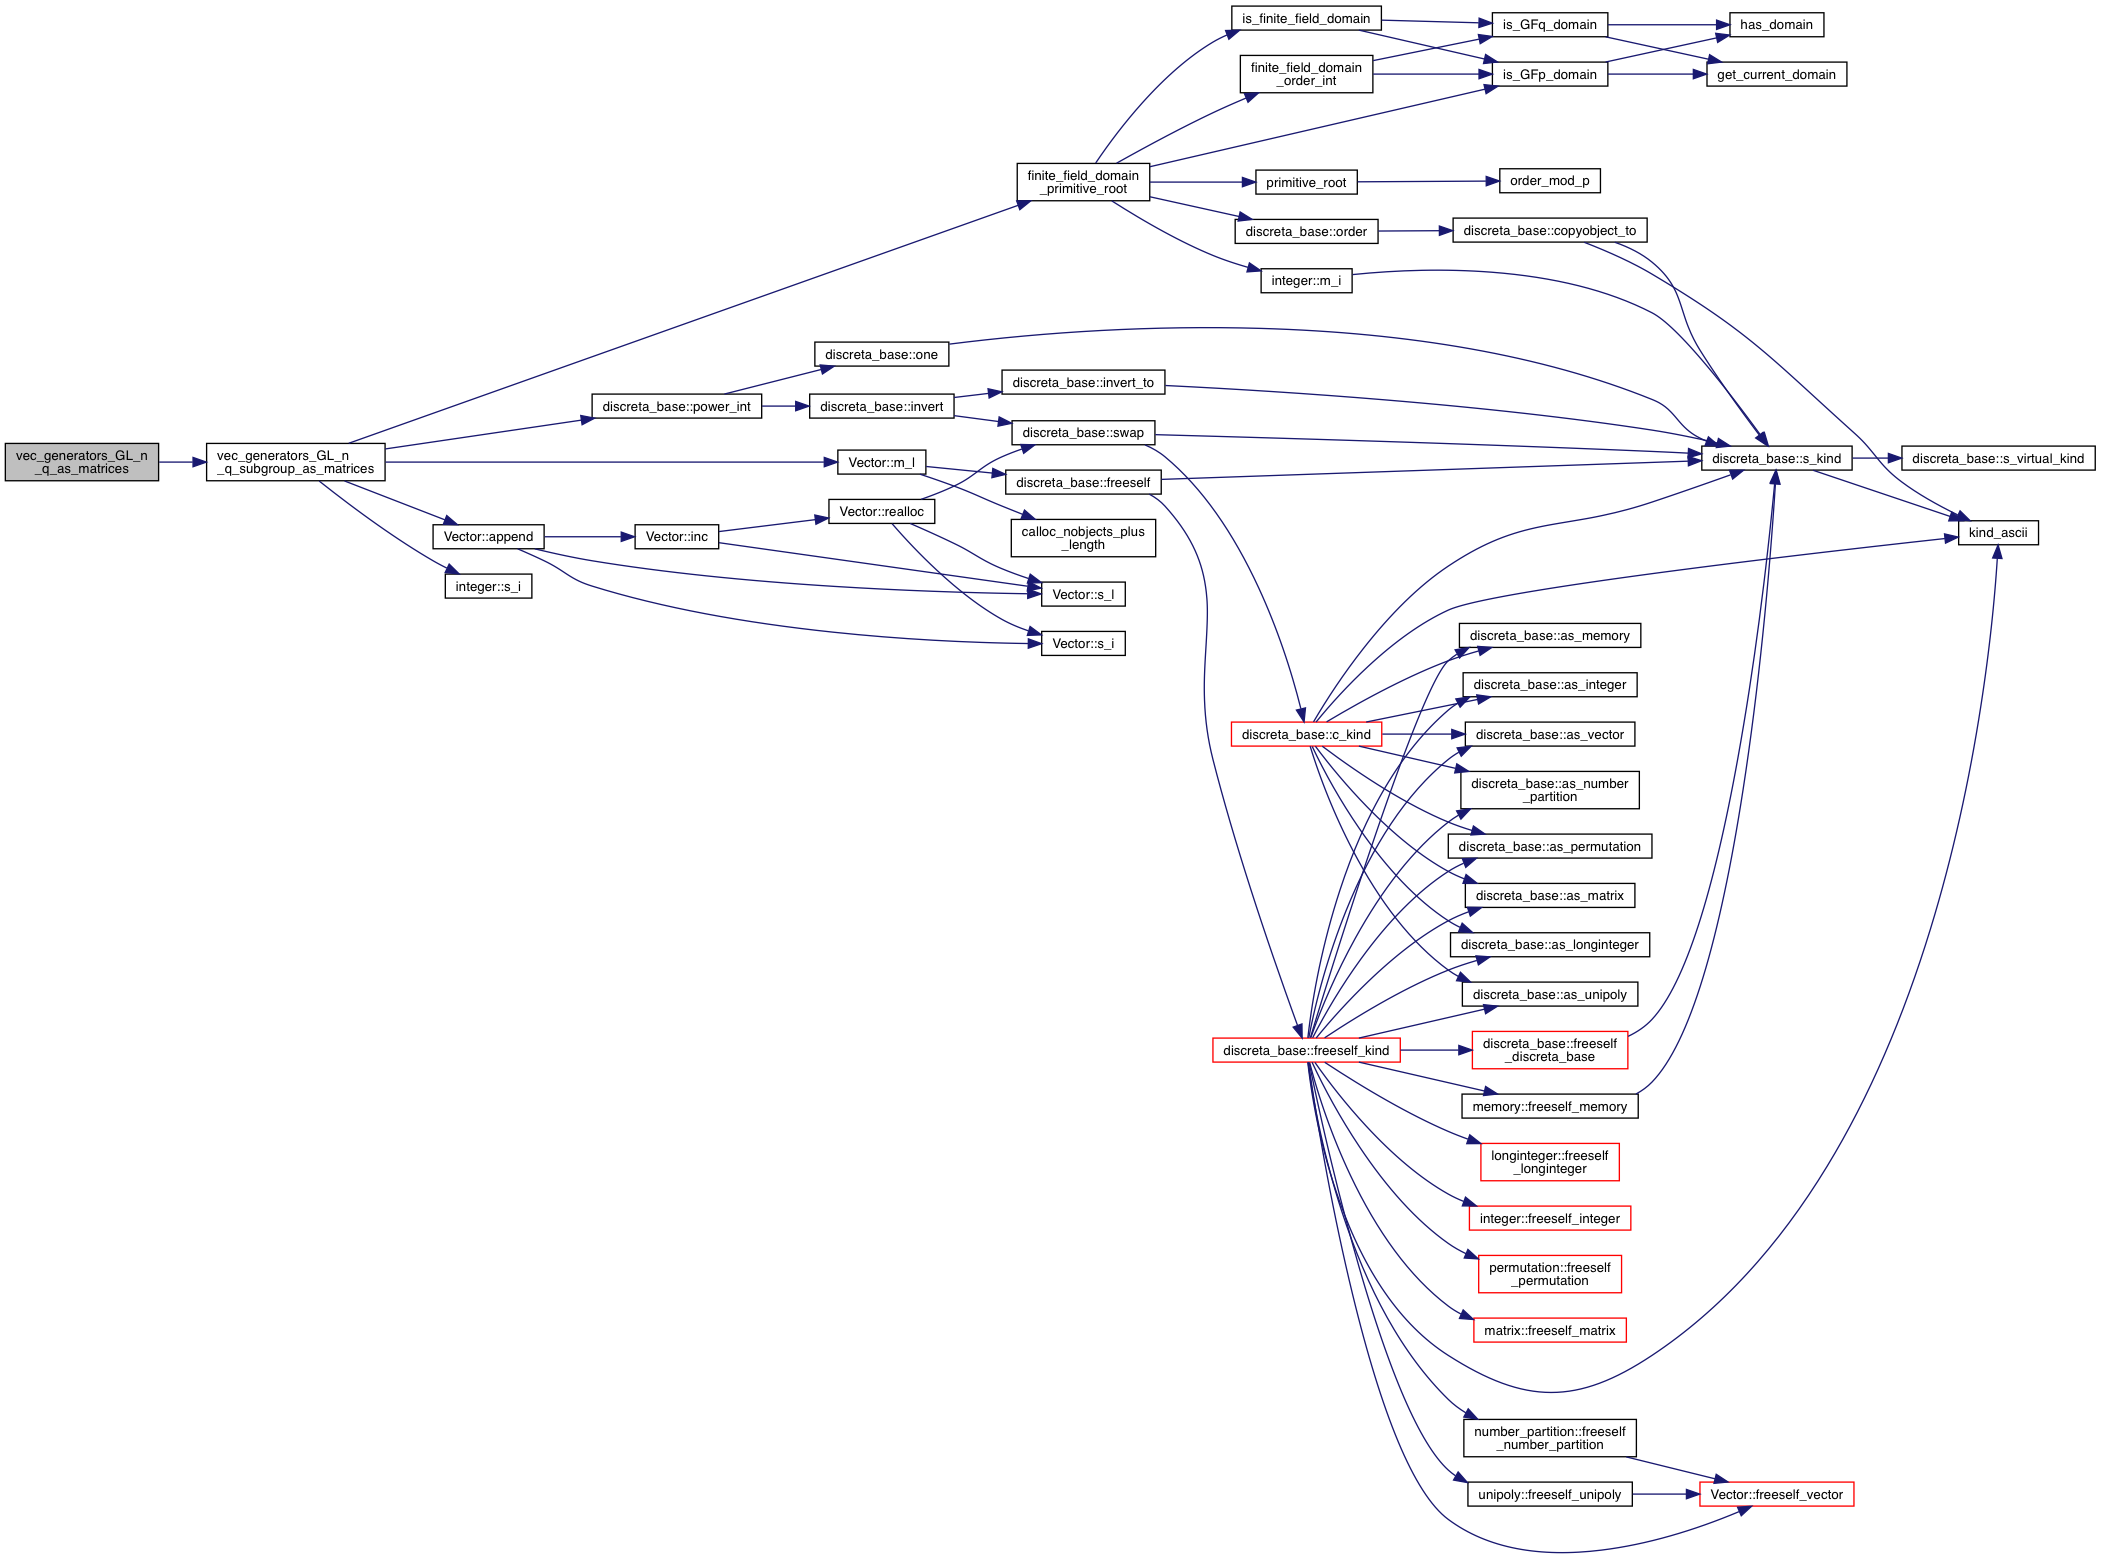 vec_generators_GL_n
_q_as_matrices
vec_generators_GL_n
_q_subgroup_as_matrices
finite_field_domain
_primitive_root
is_finite_field_domain
is_GFq_domain
has_domain
finite_field_domain
_order_int
is_GFp_domain
get_current_domain
primitive_root
order_mod_p
discreta_base::order
discreta_base::copyobject_to
integer::m_i
discreta_base::one
discreta_base::power_int
discreta_base::invert
discreta_base::invert_to
discreta_base::swap
discreta_base::s_kind
discreta_base::s_virtual_kind
Vector::m_l
discreta_base::freeself
Vector::realloc
calloc_nobjects_plus
_length
kind_ascii
Vector::append
Vector::inc
integer::s_i
Vector::s_l
Vector::s_i
discreta_base::as_memory
discreta_base::as_integer
discreta_base::c_kind
discreta_base::as_vector
discreta_base::as_number
_partition
discreta_base::as_permutation
discreta_base::as_matrix
discreta_base::as_longinteger
discreta_base::as_unipoly
discreta_base::freeself_kind
discreta_base::freeself
_discreta_base
memory::freeself_memory
longinteger::freeself
_longinteger
integer::freeself_integer
permutation::freeself
_permutation
matrix::freeself_matrix
number_partition::freeself
_number_partition
unipoly::freeself_unipoly
Vector::freeself_vector